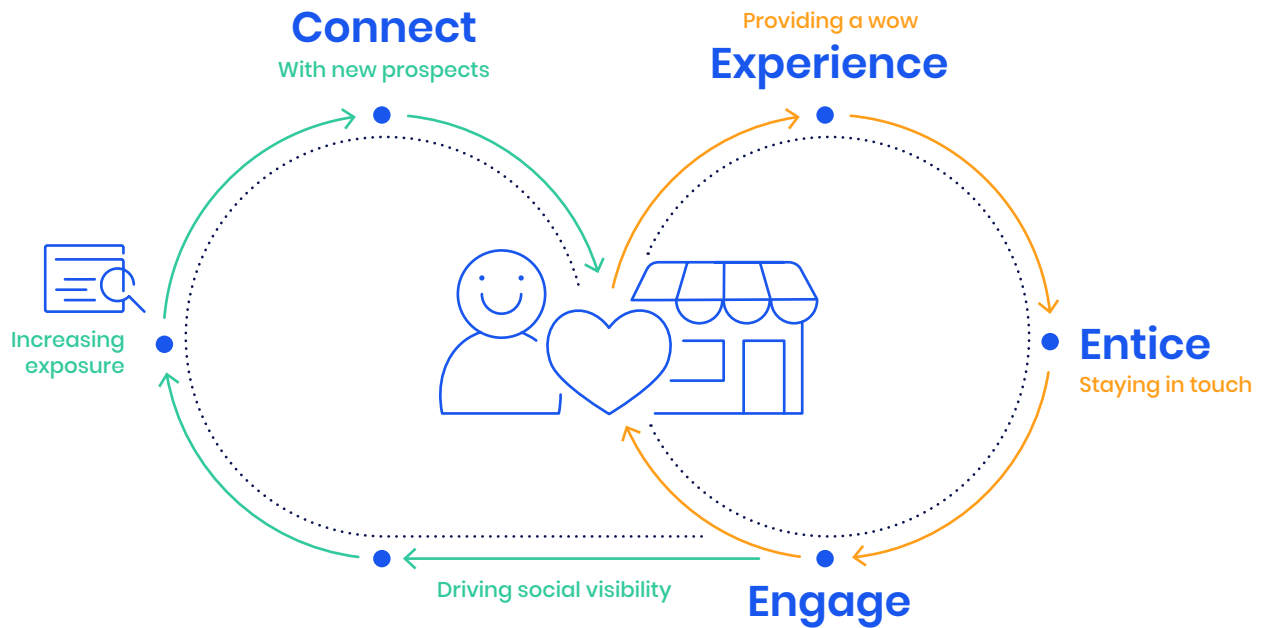 Connect
With new prospects
Providing a wow
Experience
Increasing
exposure
Entice
Staying in touch
Driving social visibility
Engage